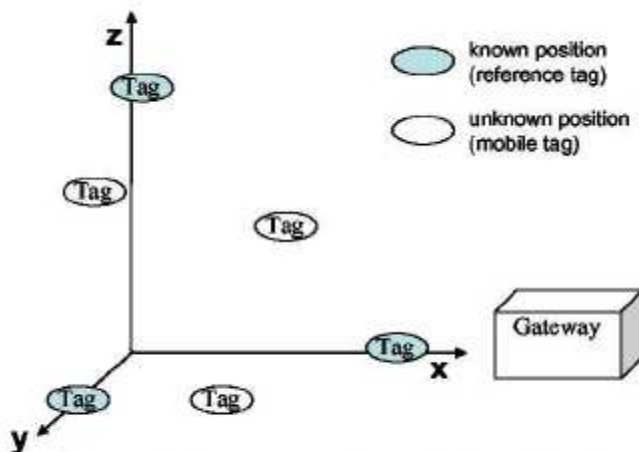 z
known position
(reference tag)
Tag
unknown position
(mobile tag)
Tag
Tag
Gateway
Tag
x
Tag
Tag
y